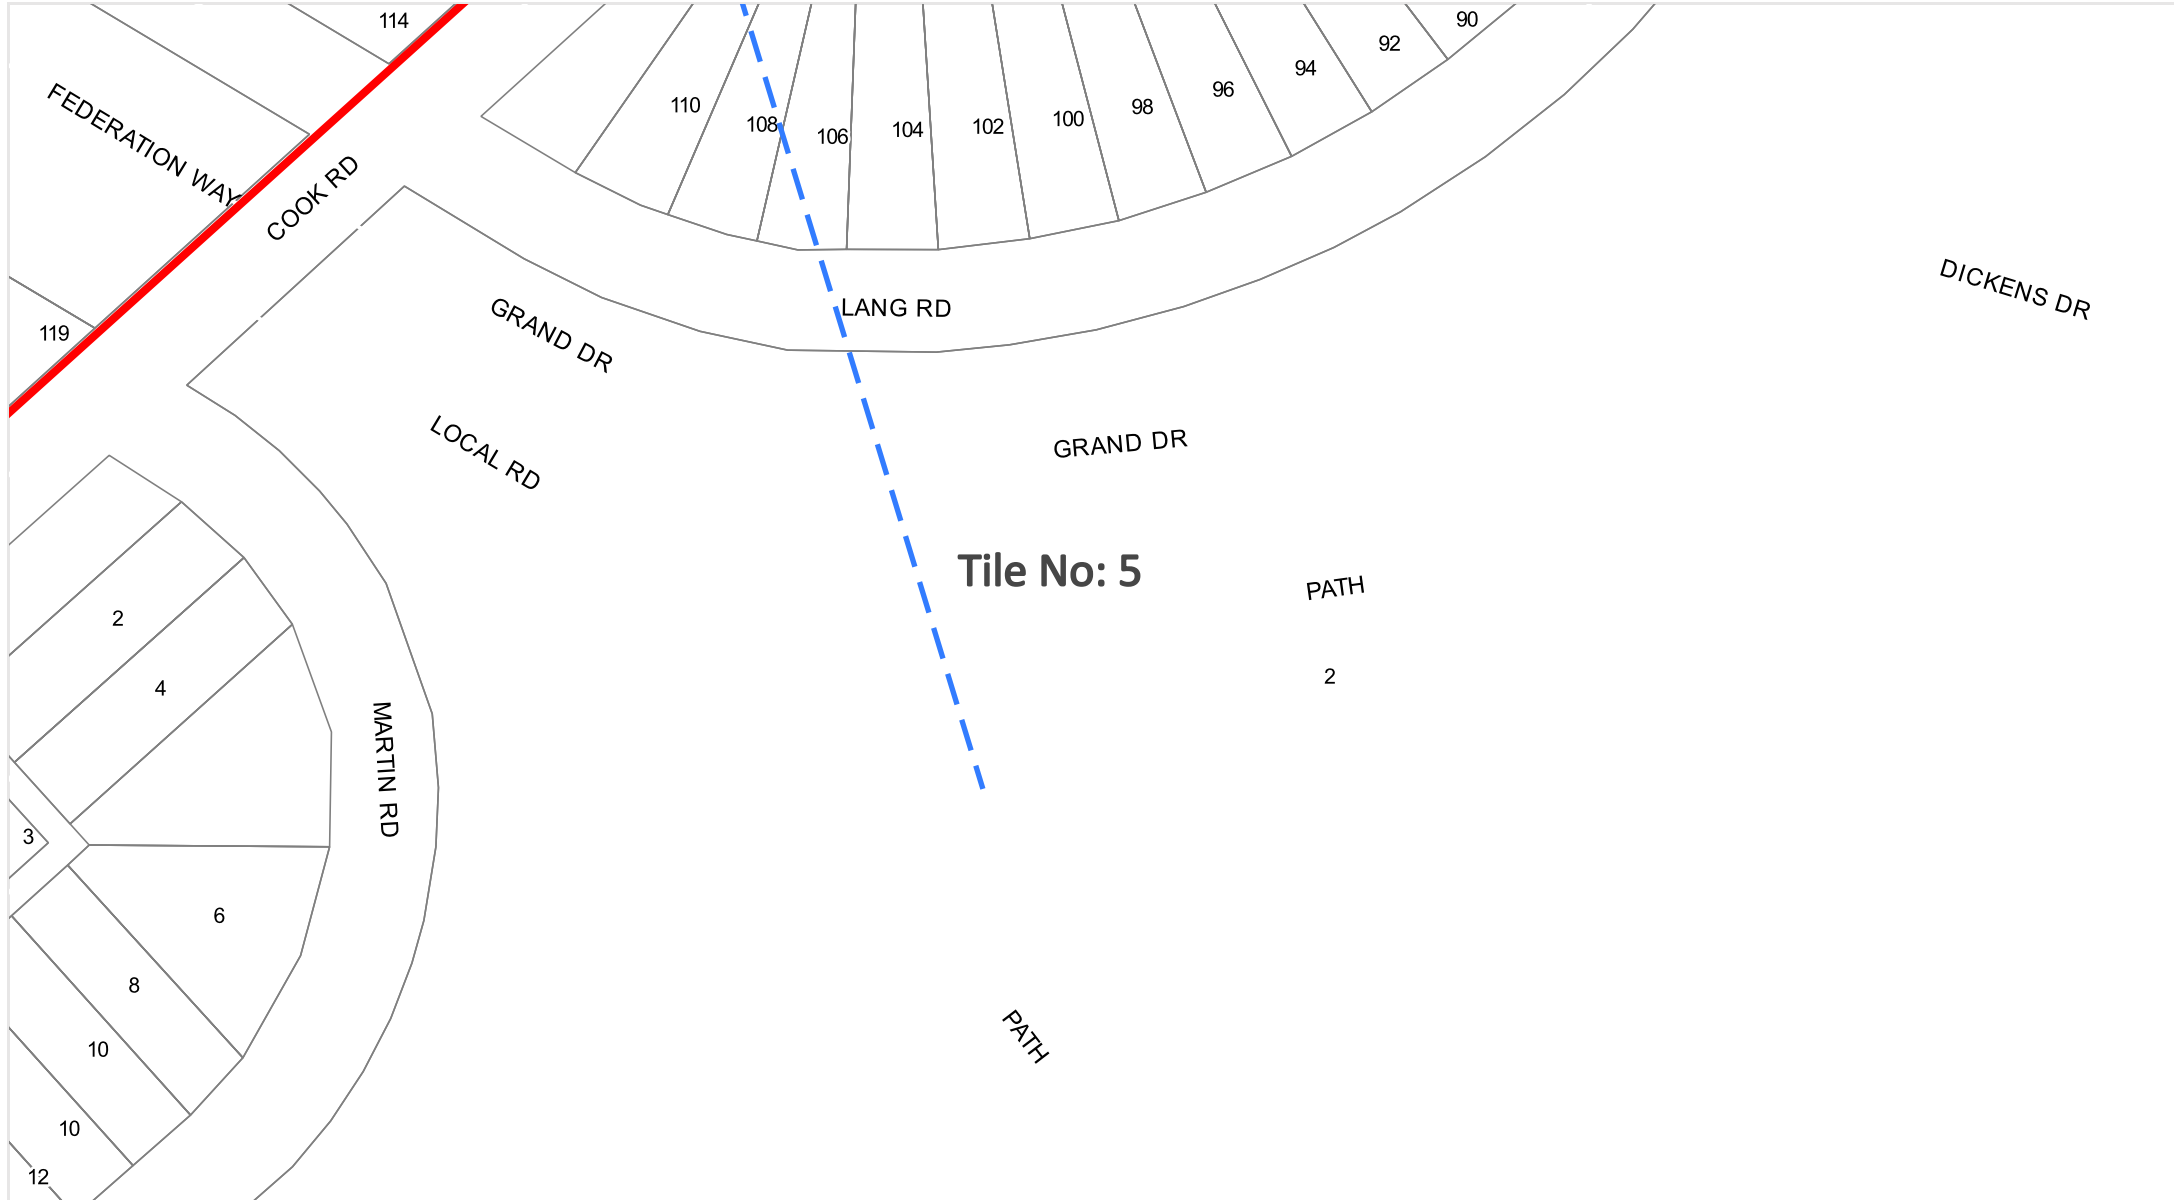 114
90
92
94
96
98
100
102
104
106
108
110
FEDERATION WAY
COOK RD
119
GRAND DR
LANG RD
DICKENS DR
LOCAL RD
GRAND DR
Tile No: 5
PATH
2
2
4
MARTIN RD
3
6
8
10
PATH
10
12